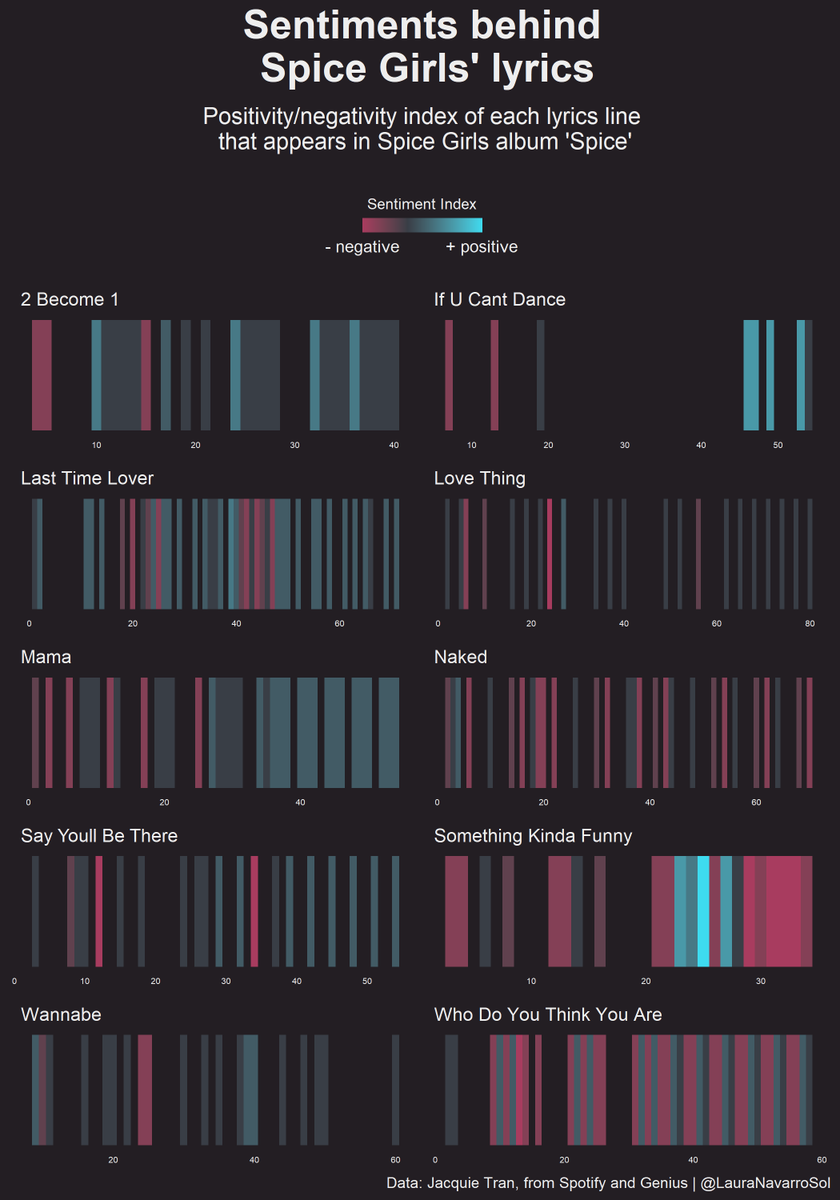 Sentiments behind
Spice Girls' lyrics
Positivity/negativity index of each lyrics line
that appears in Spice Girls album 'Spice'
Sentiment Index
- negative + positive
2 Become 1
10 20 30 40
If U Cant Dance
10 20 30 40 50
Last Time Lover
0 20 40 60
Love Thing
0 20 40 60 80
Mama
0 20 40
Naked
0 20 40 60
Say Youll Be There
0 10 20 30 40 50
Something Kinda Funny
10 20 30
Wannabe
20 40 60
Who Do You Think You Are
0 20 40 60
Data: Jacquie Tran, from Spotify and Genius | @LauraNavarroSol